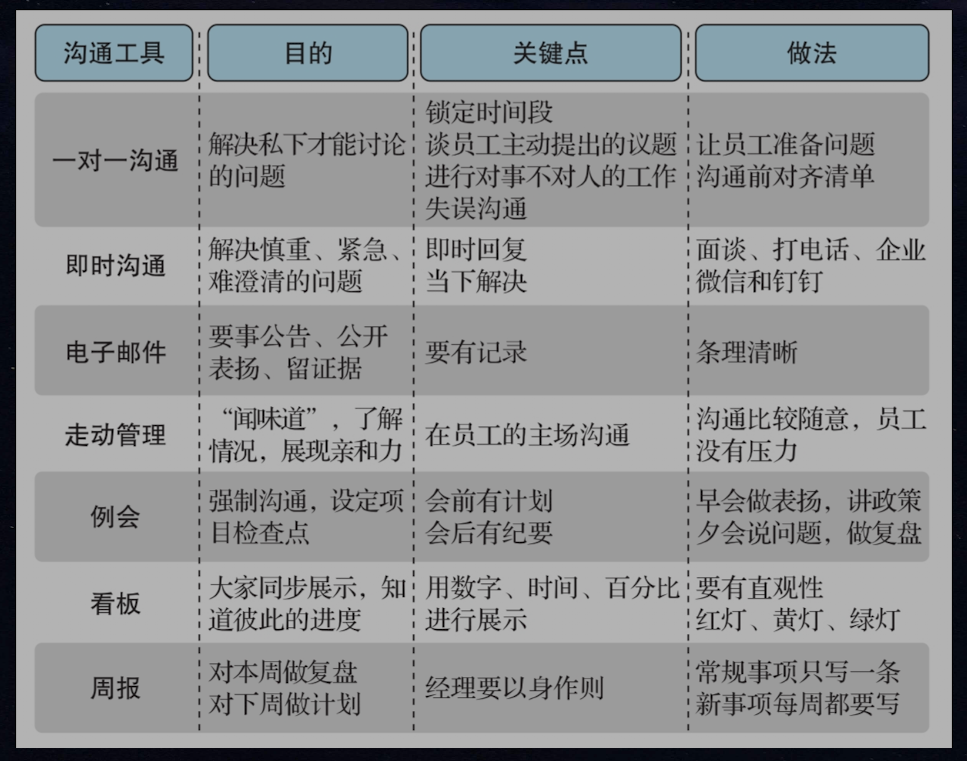 沟通工具
目的
关键点
做法
一对一沟通
解决私下才能讨论
的问题
锁定时间段
谈员工主动提出的议题
进行对事不对人的工作
失误沟通
让员工准备问题
沟通前对齐清单
即时沟通
解决慎重、紧急、
难澄清的问题
即时回复
当下解决
面谈、打电话、企业
微信和钉钉
电子邮件
要事公告、公开
表扬、留证据
要有记录
条理清晰
走动管理
“闻味道”，了解
情况，展现亲和力
在员工的主场沟通
沟通比较随意，员工
没有压力
例会
强制沟通，设定项
目检查点
会前有计划
会后有纪要
早会做表扬，讲政策
夕会说问题，做复盘
看板
大家同步展示，知
道彼此的进度
用数字、时间、百分比
进行展示
要有直观性
红灯、黄灯、绿灯
周报
对本周做复盘
对下周做计划
经理要以身作则
常规事项只写一条
新事项每周都要写